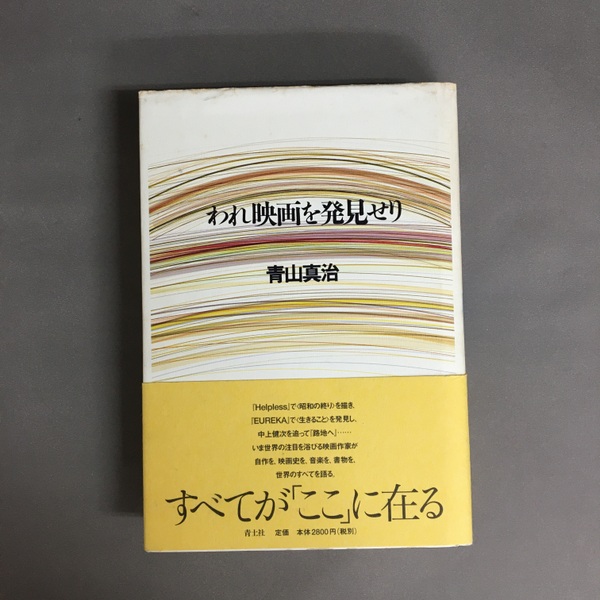 われ映画を発見せり
青山真治
『Helpless』で〈昭和の終り〉を描き、
『EUREKA』で〈生きること〉を発見し、
中上健次を追って『路地へ』……
いま世界の注目を浴びる映画作家が
自作を、映画史を、音楽を、書物を、
世界のすべてを語る。
すべてが「ここ」に在る
青土社 定価 本体2800円(税別)